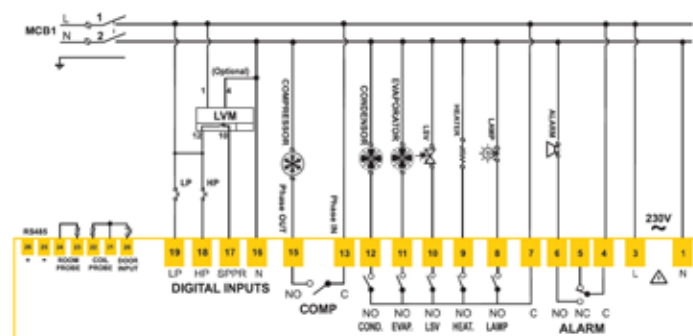 L 1
MCB1
N 2
(Optional)
1 4
LVM
12 10
COMPRESSOR
CONDENSOR
EVAPORATOR
LSV
HEATER
LAMP
ALARM
LP HP
Phase OUT
Phase IN
230V
~
RS485
ROOM PROBE
COIL PROBE
DOOR INPUT
19 18 17 16 15 13 12 11 10 9 8 7 6 5 4 3 1
LP HP SPPR N
DIGITAL INPUTS
NO C
COMP
NO NO NO NO NO C
COND. EVAP. LSV HEAT. LAMP
NO NC C
ALARM
L N